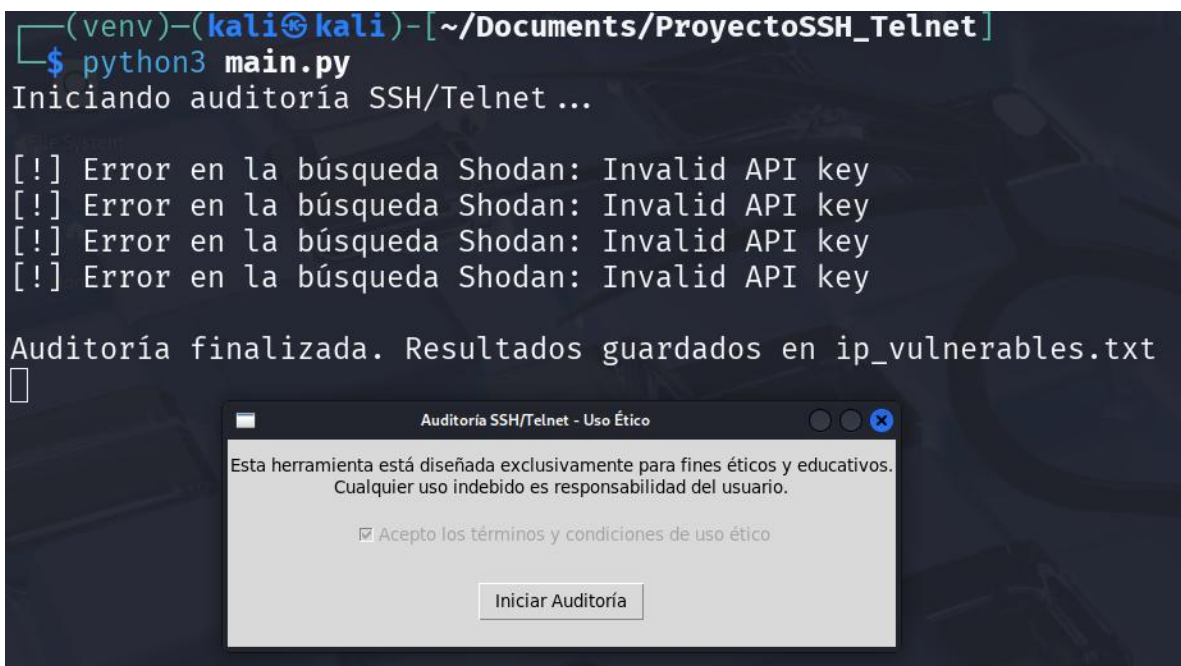 (venv)–(kali㉿kali)-[~/Documents/ProyectoSSH_Telnet]
$ python3 main.py
Iniciando auditoría SSH/Telnet ...
File System
[!] Error en la búsqueda Shodan: Invalid API key
[!] Error en la búsqueda Shodan: Invalid API key
[!] Error en la búsqueda Shodan: Invalid API key
[!] Error en la búsqueda Shodan: Invalid API key
Auditoría finalizada. Resultados guardados en ip_vulnerables.txt
Auditoría SSH/Telnet - Uso Ético
Esta herramienta está diseñada exclusivamente para fines éticos y educativos.
Cualquier uso indebido es responsabilidad del usuario.
Acepto los términos y condiciones de uso ético
Iniciar Auditoría